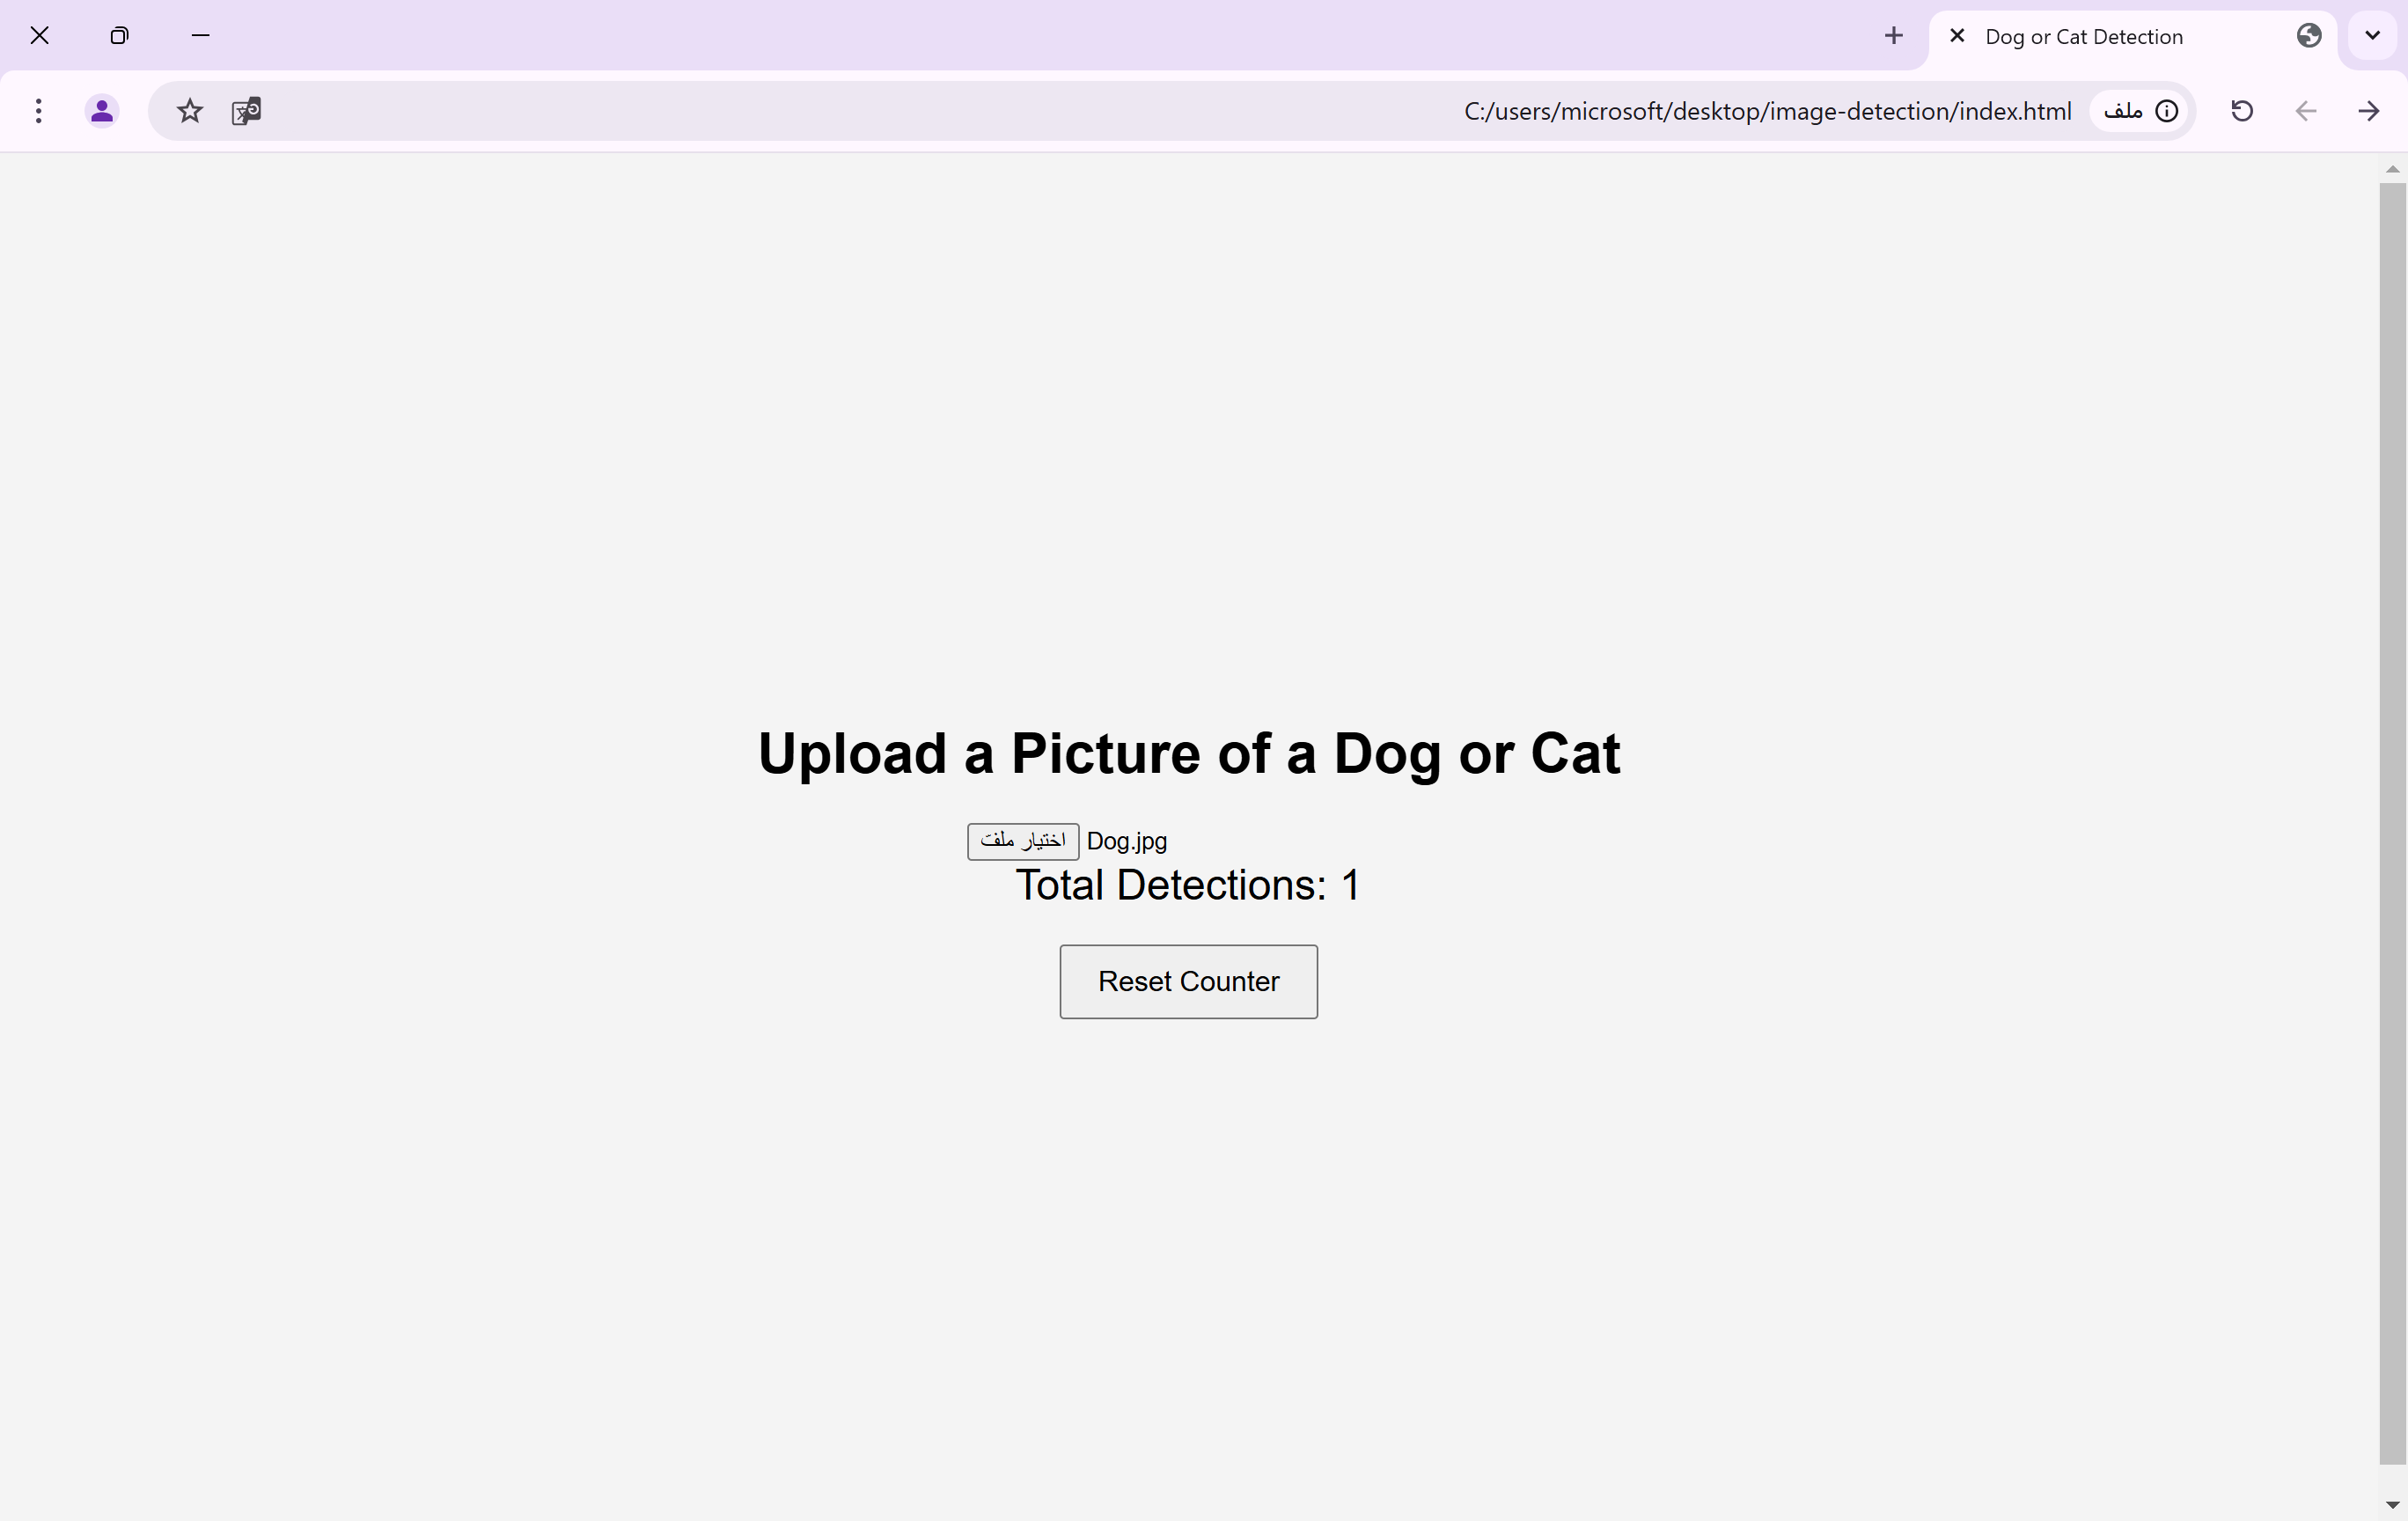 Dog or Cat Detection
ملف C:/users/microsoft/desktop/image-detection/index.html
Upload a Picture of a Dog or Cat
اختيار ملفت Dog.jpg
Total Detections: 1
Reset Counter